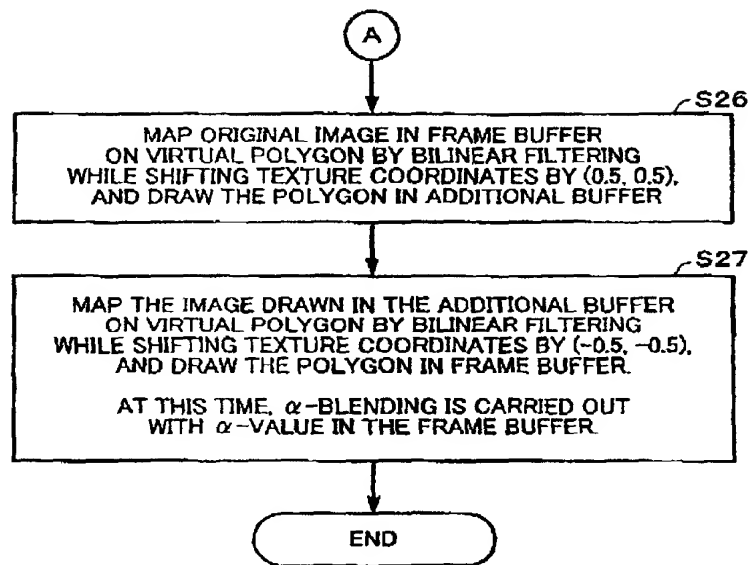 A
S26
MAP ORIGINAL IMAGE IN FRAME BUFFER
ON VIRTUAL POLYGON BY BILINEAR FILTERING
WHILE SHIFTING TEXTURE COORDINATES BY (0.5, 0.5),
AND DRAW THE POLYGON IN ADDITIONAL BUFFER
S27
MAP THE IMAGE DRAWN IN THE ADDITIONAL BUFFER
ON VIRTUAL POLYGON BY BILINEAR FILTERING
WHILE SHIFTING TEXTURE COORDINATES BY (-0.5, -0.5),
AND DRAW THE POLYGON IN FRAME BUFFER.
AT THIS TIME, α-BLENDING IS CARRIED OUT
WITH α-VALUE IN THE FRAME BUFFER.
END